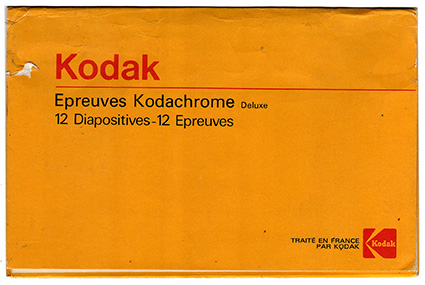 Kodak
Epreuves Kodachrome Deluxe
12 Diapositives-12 Epreuves
TRAITÉ EN FRANCE
PAR KODAK
Kodak